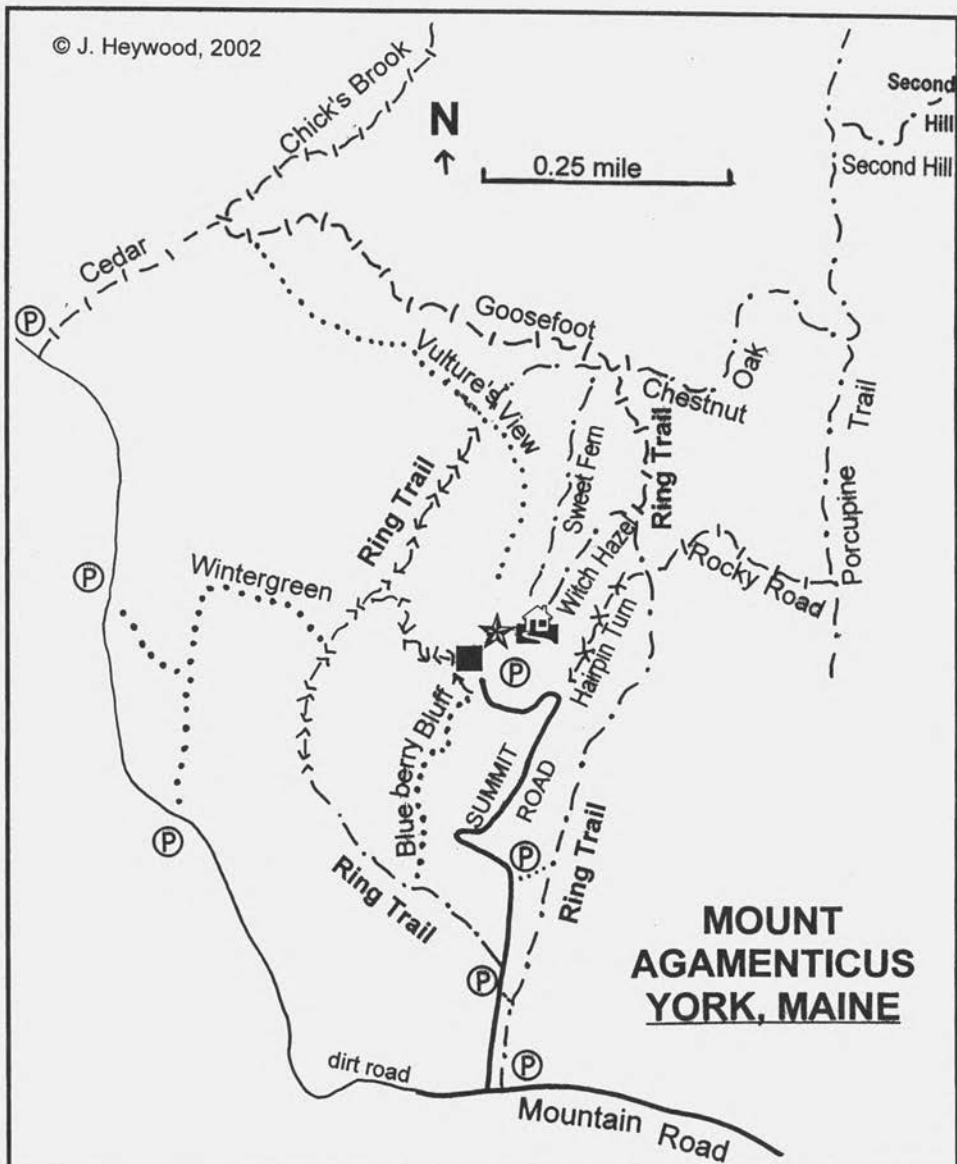 © J. Heywood, 2002
Chick's Brook
N
0.25 mile
Second
Hill
Second Hill
Cedar
P
Goosefoot
Vulture's View
Oak
Chestnut
Trail
Ring Trail
Sweet Fern
Ring Trail
Witch Hazel
P
Wintergreen
Rocky Road
Porcupine
Hairpin Turn
P
Blueberry Bluff
SUMMIT
ROAD
P
P
Ring Trail
Ring Trail
MOUNT
AGAMENTICUS
YORK, MAINE
P
P
dirt road
Mountain Road